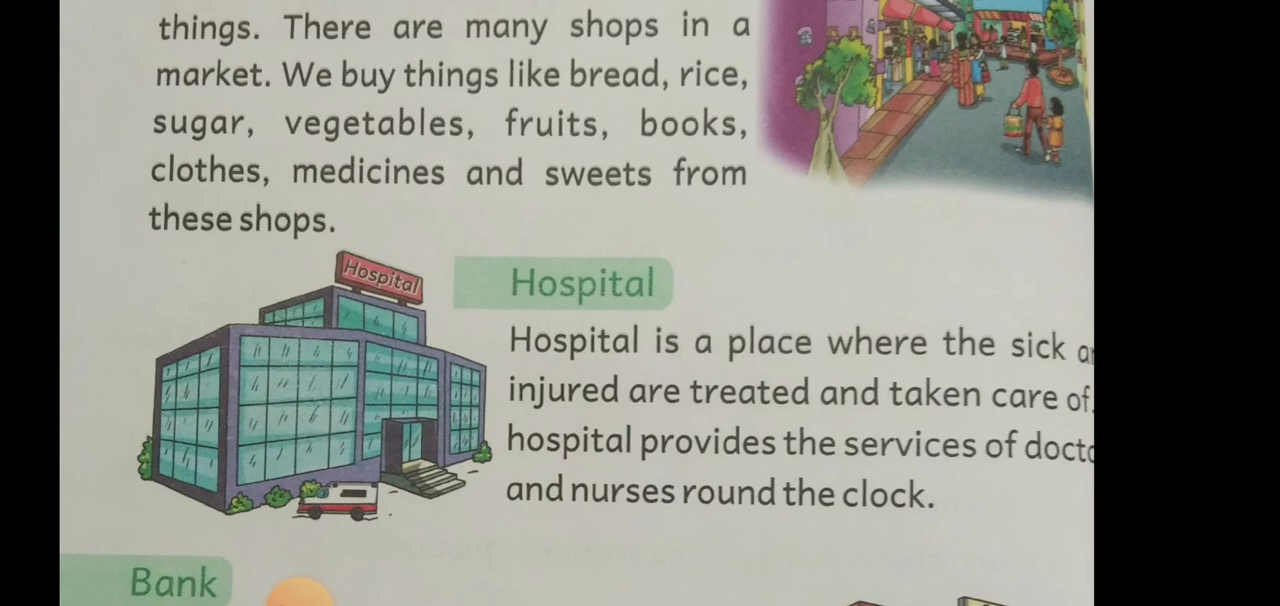 things. There are many shops in a
market. We buy things like bread, rice,
sugar, vegetables, fruits, books,
clothes, medicines and sweets from
these shops.
Hospital
Hospital
Hospital is a place where the sick
injured are treated and taken care of.
hospital provides the services of
and nurses round the clock.
Bank